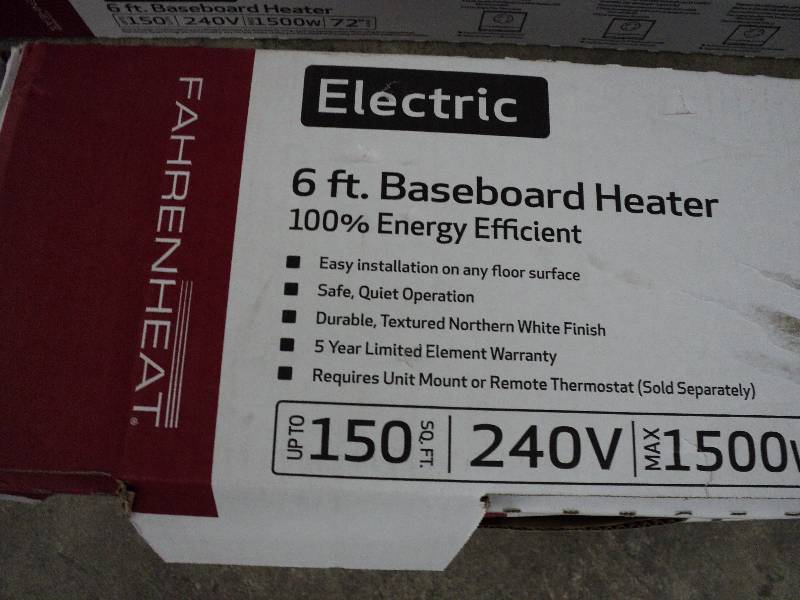 6 ft. Baseboard Heater
150 240V 1500W 72"
FAHRENHEAT®
Electric
6 ft. Baseboard Heater
100% Energy Efficient
Easy installation on any floor surface
Safe, Quiet Operation
Durable, Textured Northern White Finish
5 Year Limited Element Warranty
Requires Unit Mount or Remote Thermostat (Sold Separately)
UP TO 150 SQ. FT. 240V MAX 1500W